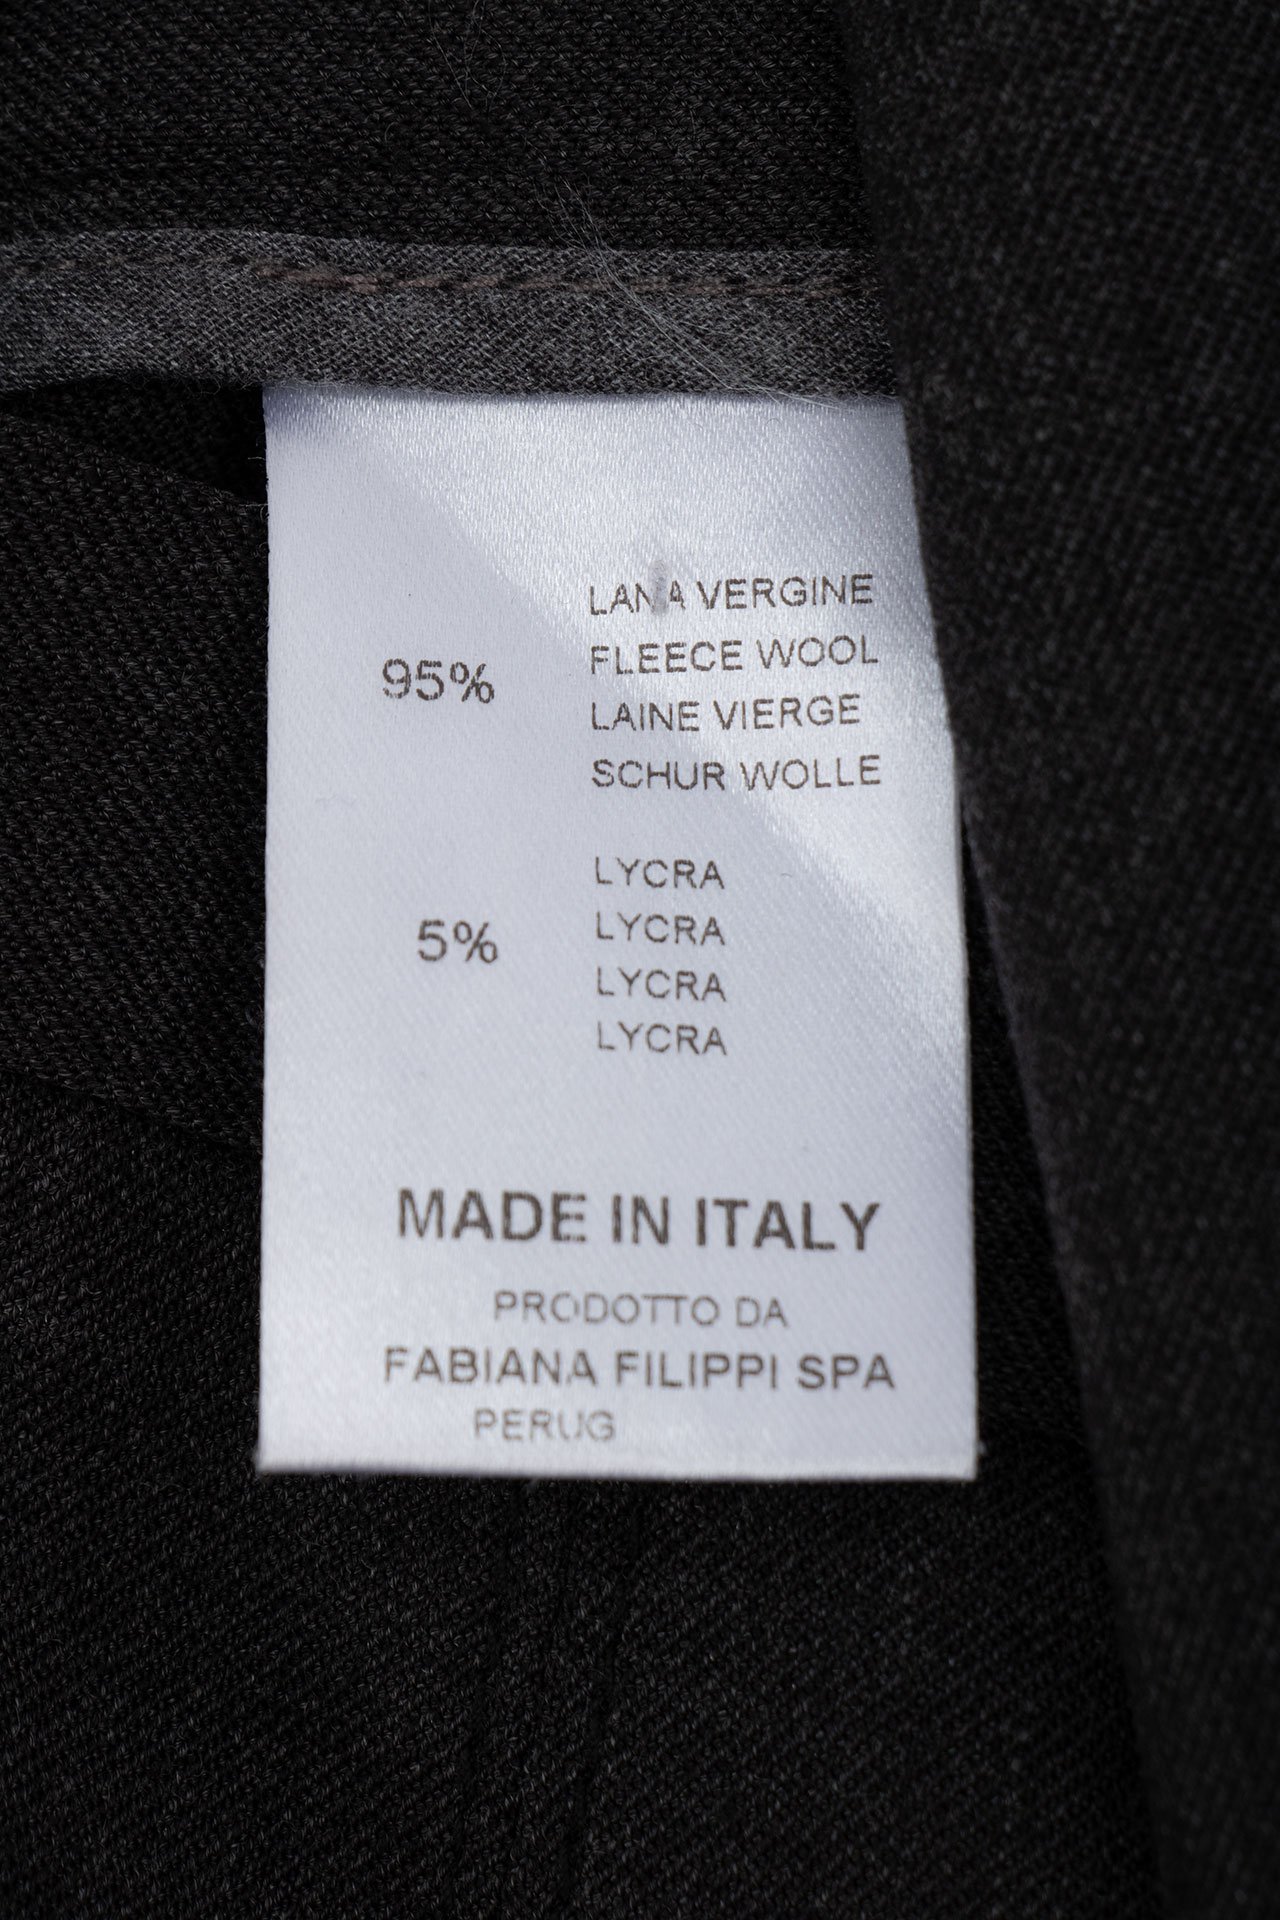 95%
LANA VERGINE
FLEECE WOOL
LAINE VIERGE
SCHUR WOLLE
5%
LYCRA
LYCRA
LYCRA
LYCRA
MADE IN ITALY
PRODOTTO DA
FABIANA FILIPPI SPA
PERUG